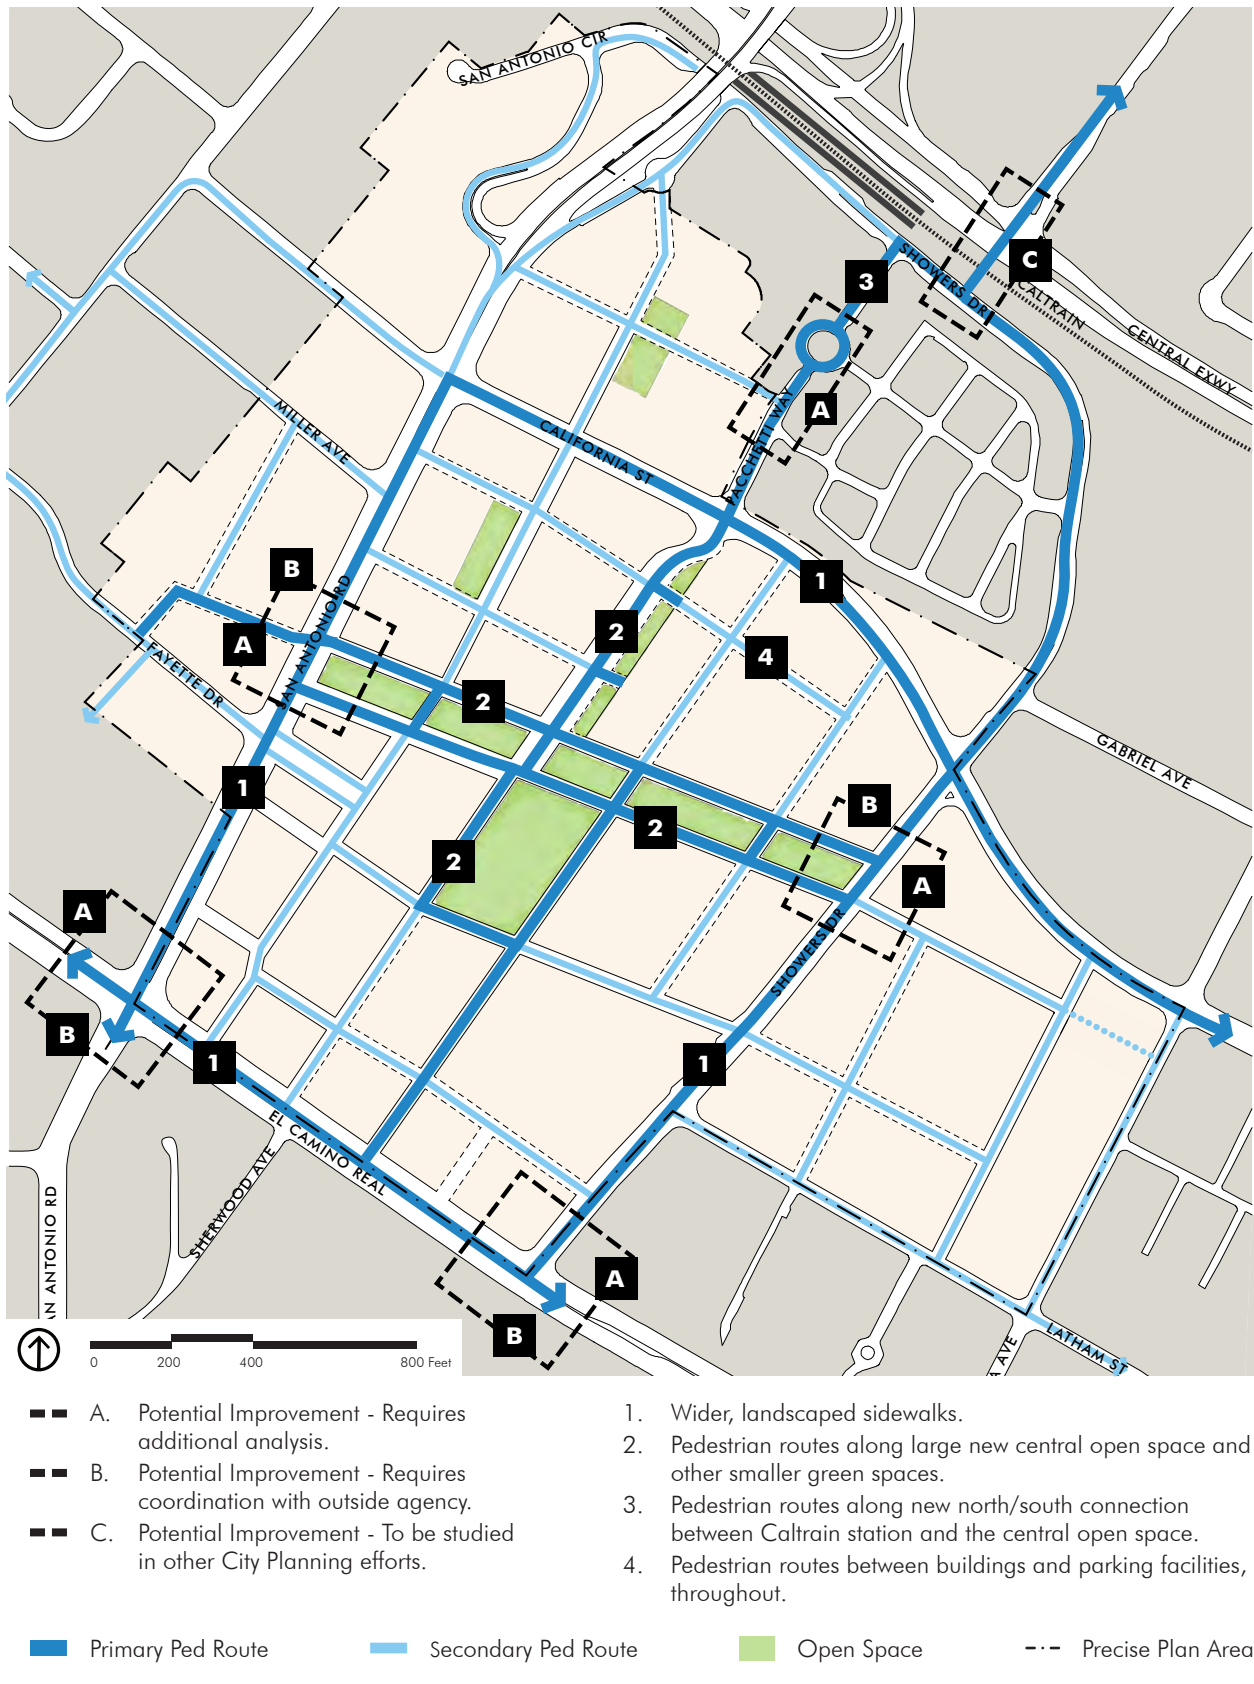 SAN ANTONIO CIR
C
3
SHOWERS DR
CALTRAIN
CENTRAL EXWY
A
PACCHETTI WAY
MILLER AVE
CALIFORNIA ST
B
1
SAN ANTONIO RD
2
A
4
FAYETTE DR
2
GABRIEL AVE
1
B
2
2
A
A
SHOWERS DR
B
1
1
EL CAMINO REAL
SHERWOOD AVE
AN ANTONIO RD
A
B
LATHAM ST
A AVE
0 200 400 800 Feet
A. Potential Improvement - Requires
additional analysis.
B. Potential Improvement - Requires
coordination with outside agency.
C. Potential Improvement - To be studied
in other City Planning efforts.
1. Wider, landscaped sidewalks.
2. Pedestrian routes along large new central open space and
other smaller green spaces.
3. Pedestrian routes along new north/south connection
between Caltrain station and the central open space.
4. Pedestrian routes between buildings and parking facilities,
throughout.
Primary Ped Route
Secondary Ped Route
Open Space
Precise Plan Area